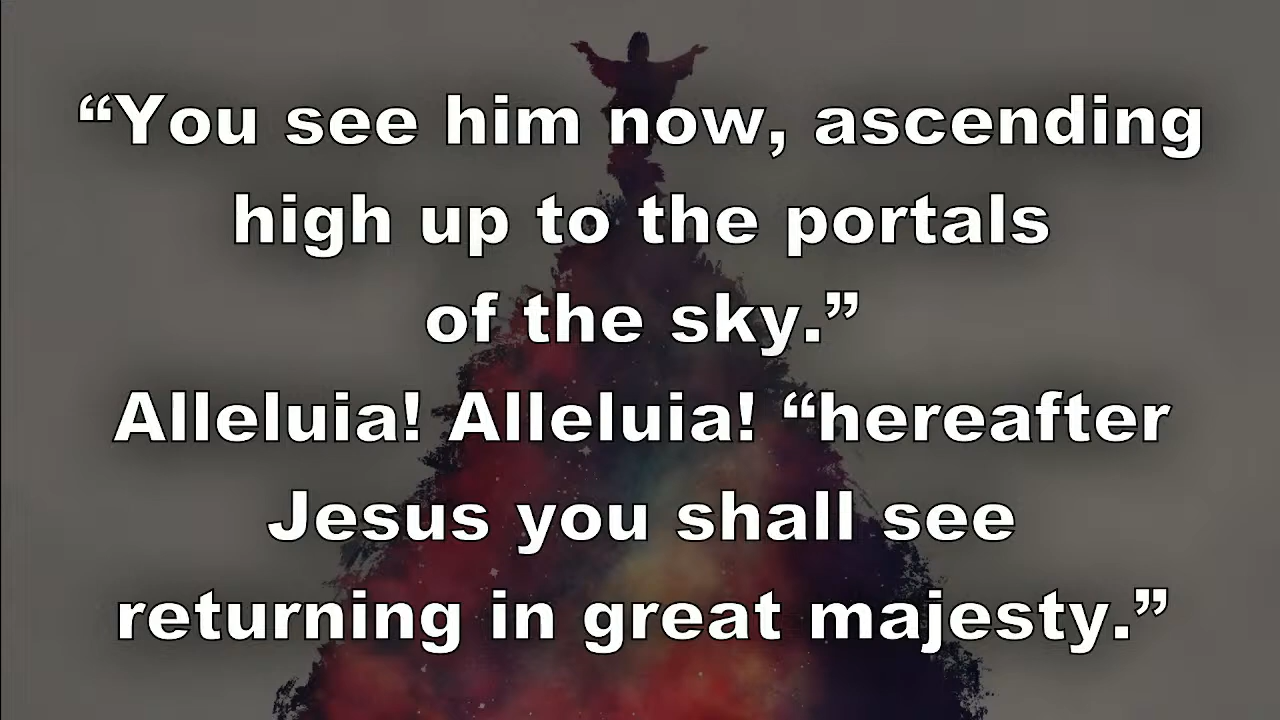 “You see him now, ascending
high up to the portals
of the sky.”
Alleluia! Alleluia! “hereafter
Jesus you shall see
returning in great majesty.”